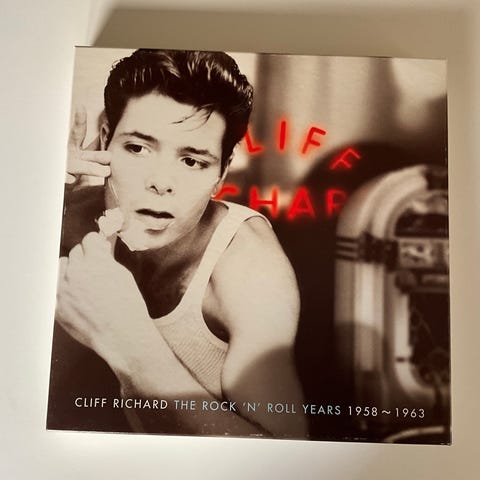 LIFF
CHAR
CLIFF RICHARD THE ROCK 'N' ROLL YEARS 1958~1963